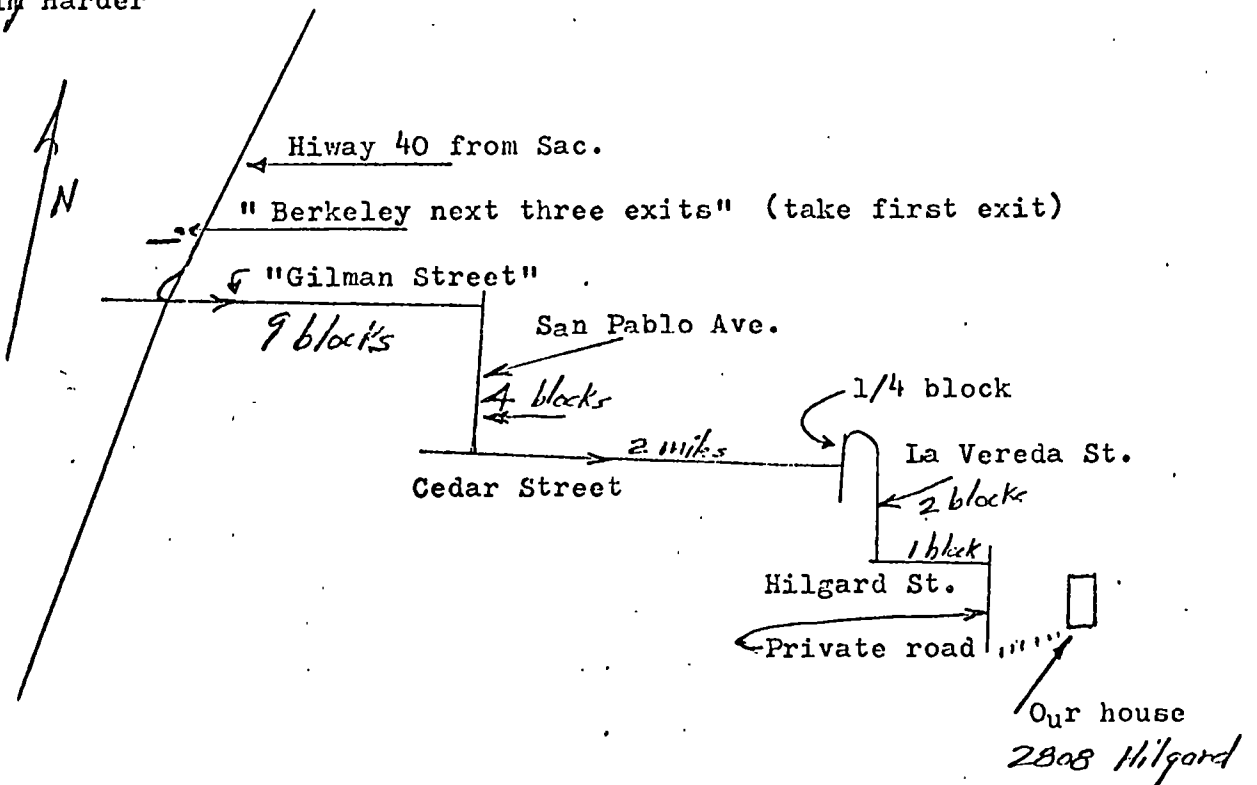 Harder
Hiway 40 from Sac.
N
"Berkeley next three exits" (take first exit)
"Gilman Street"
9 blocks
San Pablo Ave.
4 blocks
1/4 block
2 miles
La Vereda St.
Cedar Street
2 blocks
1 block
Hilgard St.
Private road
Our house
2808 Hilgard